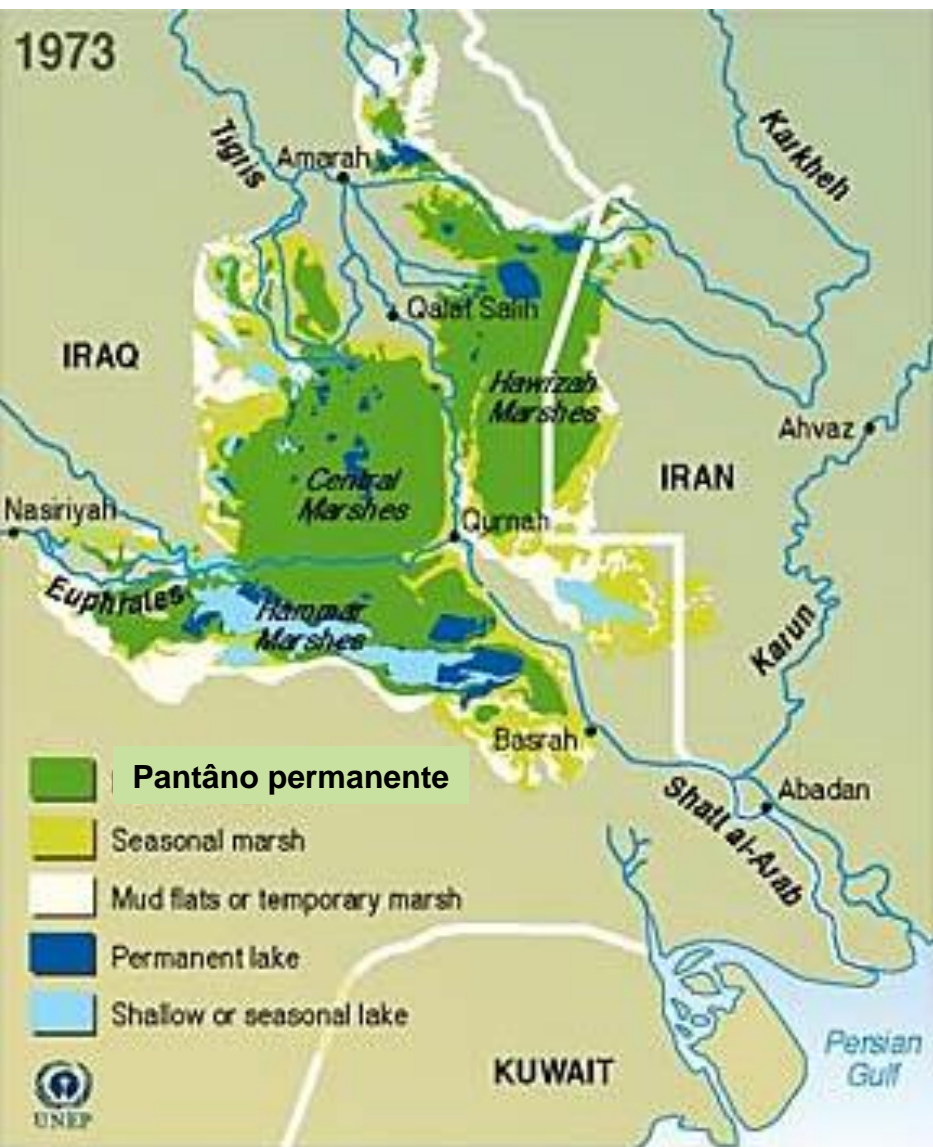 1973
Tigris
Amarah
Karkheh
Qalat Salih
IRAQ
Hawizah
Marshes
Ahvaz
IRAN
Central
Marshes
Nasiriyah
Qurnah
Euphrates
Hammar
Marshes
Karun
Basrah
Pantâno permanente
Abadan
Shatt al-Arab
Seasonal marsh
Mud flats or temporary marsh
Permanent lake
Shallow or seasonal lake
Persian
Gulf
KUWAIT
UNEP